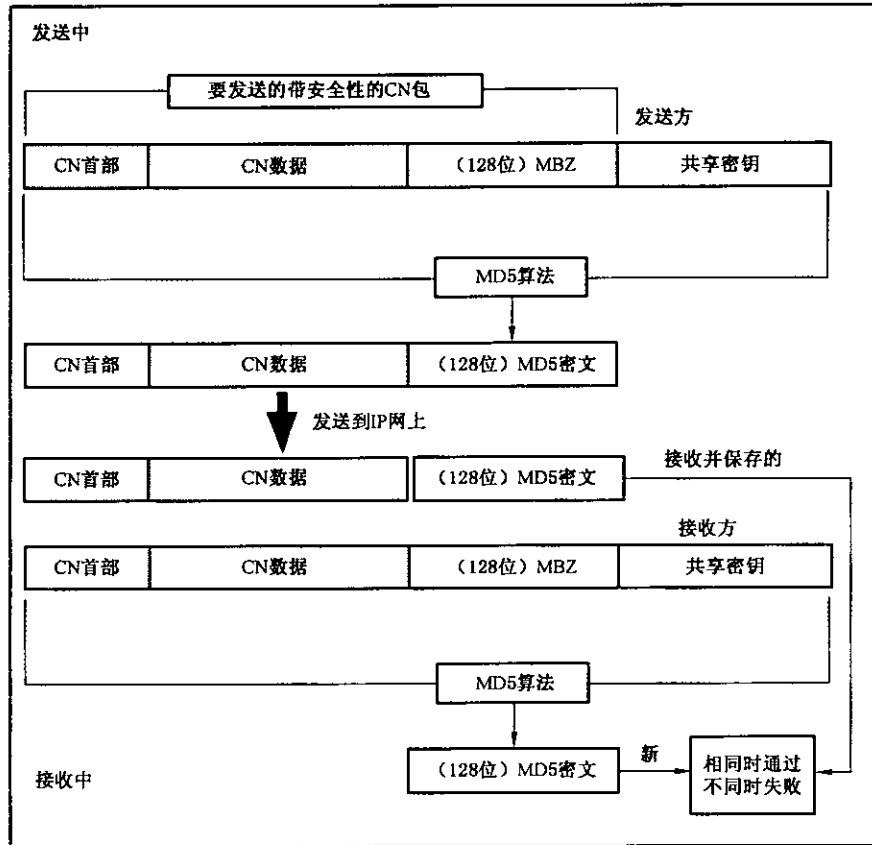 发送中
要发送的带安全性的CN包
发送方
CN首部 CN数据 (128位) MBZ 共享密钥
MD5算法
CN首部 CN数据 (128位) MD5密文
发送到IP网上
接收并保存的
CN首部 CN数据 (128位) MD5密文
接收方
CN首部 CN数据 (128位) MBZ 共享密钥
MD5算法
新
(128位) MD5密文
相同时通过
不同时失败
接收中